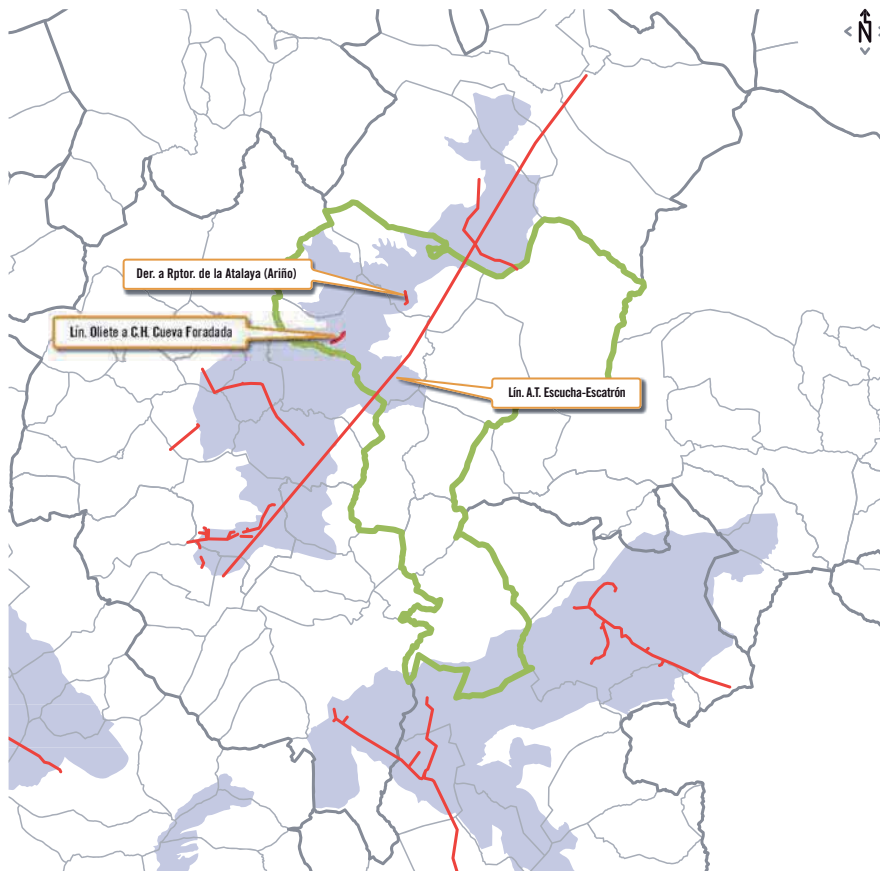 N
Der. a Rptor. de la Atalaya (Ariño)
Lín. Oliete a C.H. Cueva Foradada
Lín. A.T. Escucha-Escatrón